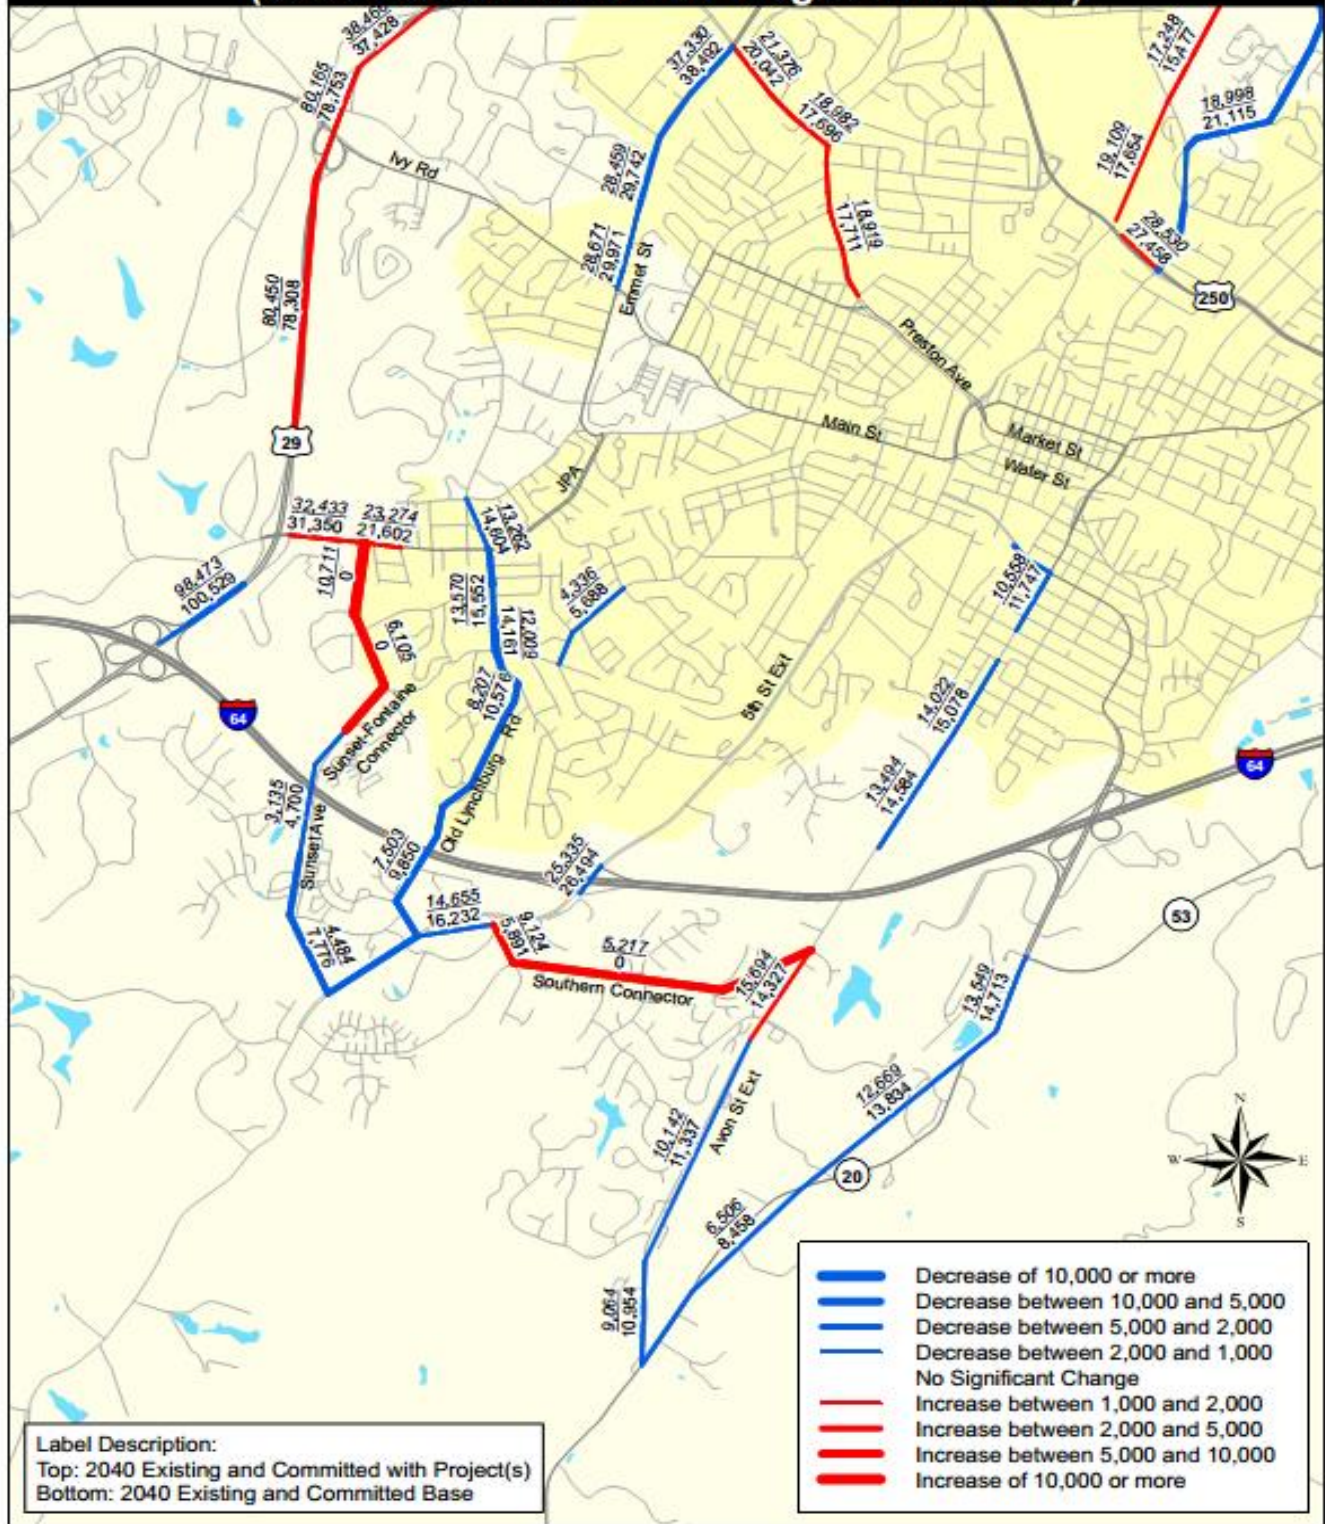 38,466
37,428
80,165
78,753
Ivy Rd
37,330
38,492
21,376
20,042
18,982
17,696
17,248
15,477
18,998
21,115
19,109
17,654
28,459
29,742
18,919
17,711
28,530
27,458
28,671
29,971
Emmet St
250
80,450
78,308
Preston Ave
29
Main St
Market St
Water St
JPA
32,433
31,350
23,274
21,602
13,262
14,604
10,711
0
98,473
100,529
13,570
15,552
4,336
5,688
12,009
14,161
10,558
11,747
6,105
0
8,207
10,576
5th St Ext
14,022
15,078
64
Sunset-Fontaine
Connector
Old Lynchburg Rd
64
3,135
4,700
Sunset Ave
13,494
14,564
7,503
9,850
25,335
26,494
14,655
16,232
53
4,484
7,776
9,124
5,891
5,217
0
Southern Connector
15,694
14,327
13,549
14,713
12,669
13,834
10,142
11,337
Avon St Ext
20
N
W E
S
6,506
8,458
9,064
10,954
Decrease of 10,000 or more
Decrease between 10,000 and 5,000
Decrease between 5,000 and 2,000
Decrease between 2,000 and 1,000
No Significant Change
Increase between 1,000 and 2,000
Increase between 2,000 and 5,000
Increase between 5,000 and 10,000
Increase of 10,000 or more
Label Description:
Top: 2040 Existing and Committed with Project(s)
Bottom: 2040 Existing and Committed Base